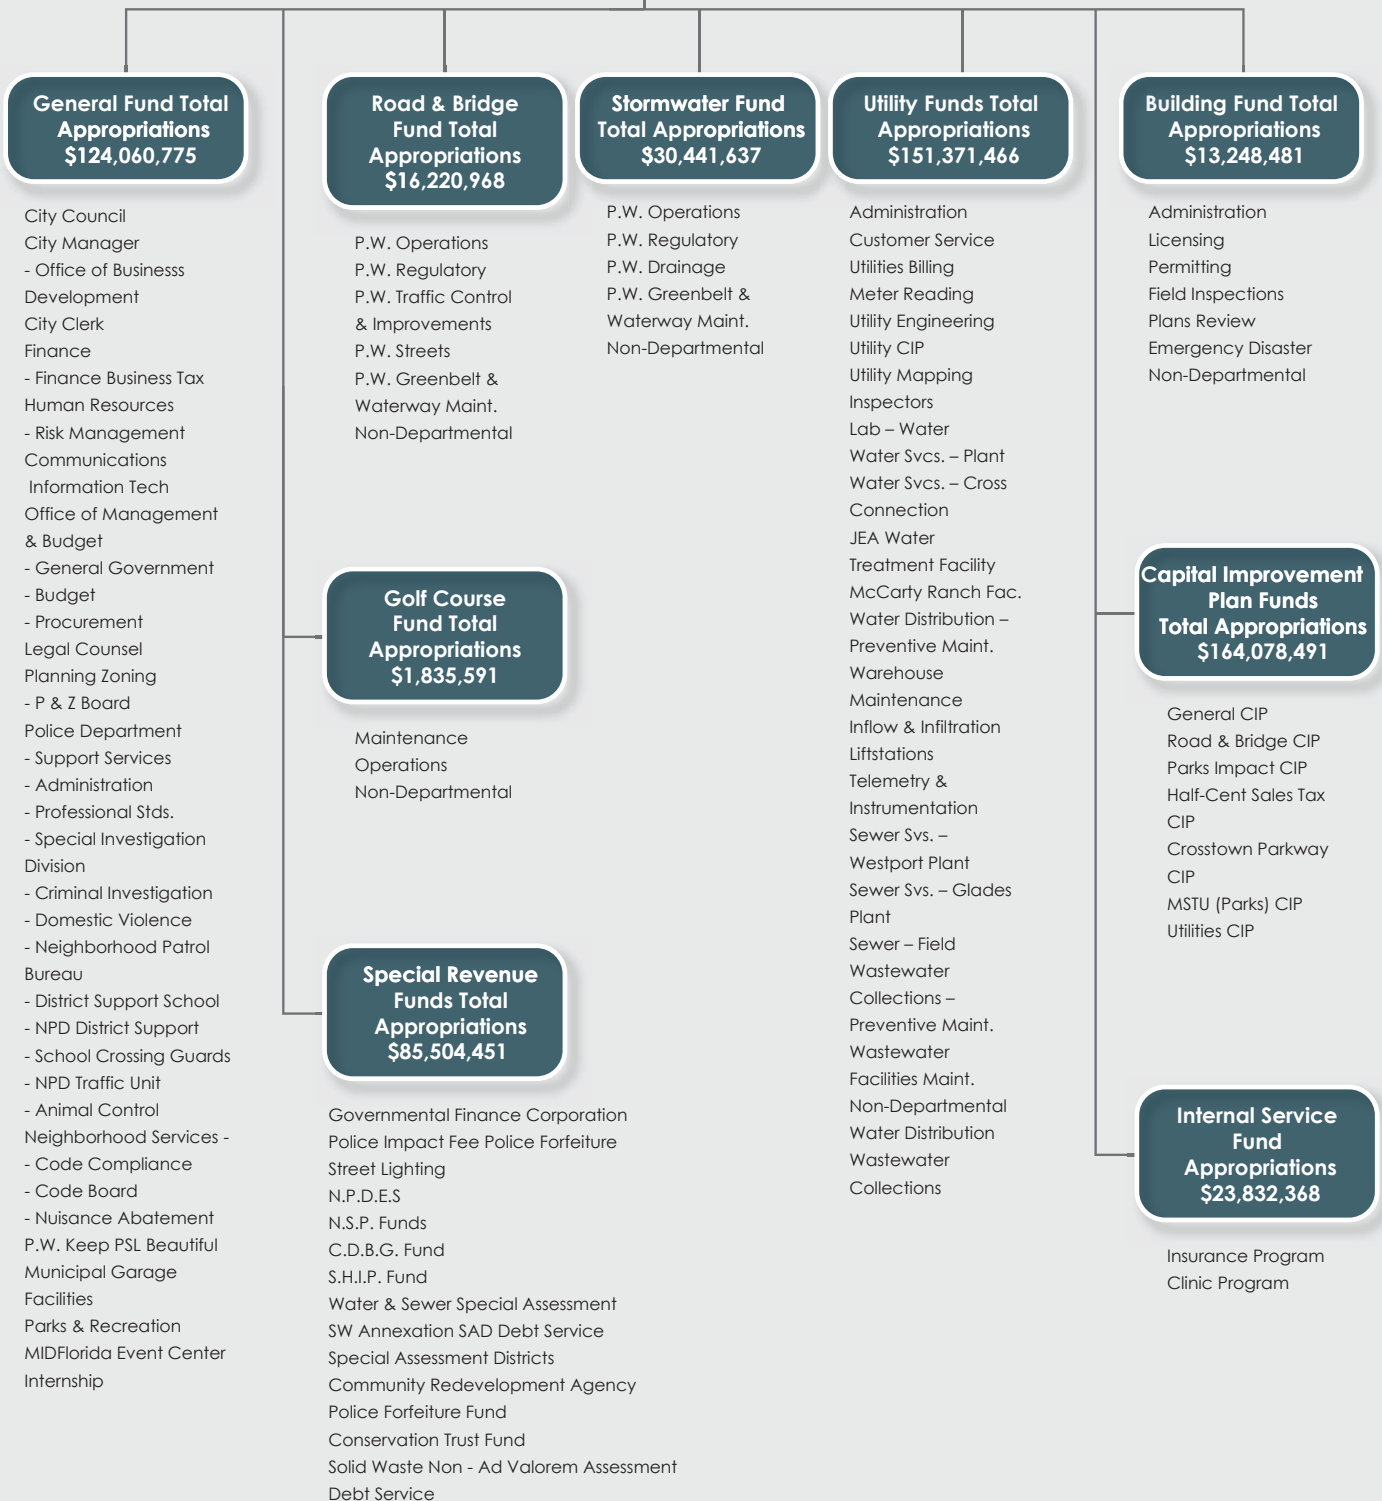 General Fund Total
Appropriations
$124,060,775
City Council
City Manager
- Office of Businesss
Development
City Clerk
Finance
- Finance Business Tax
Human Resources
- Risk Management
Communications
Information Tech
Office of Management
& Budget
- General Government
- Budget
- Procurement
Legal Counsel
Planning Zoning
- P & Z Board
Police Department
- Support Services
- Administration
- Professional Stds.
- Special Investigation
Division
- Criminal Investigation
- Domestic Violence
- Neighborhood Patrol
Bureau
- District Support School
- NPD District Support
- School Crossing Guards
- NPD Traffic Unit
- Animal Control
Neighborhood Services -
- Code Compliance
- Code Board
- Nuisance Abatement
P.W. Keep PSL Beautiful
Municipal Garage
Facilities
Parks & Recreation
MIDFlorida Event Center
Internship
Road & Bridge
Fund Total
Appropriations
$16,220,968
P.W. Operations
P.W. Regulatory
P.W. Traffic Control
& Improvements
P.W. Streets
P.W. Greenbelt &
Waterway Maint.
Non-Departmental
Golf Course
Fund Total
Appropriations
$1,835,591
Maintenance
Operations
Non-Departmental
Special Revenue
Funds Total
Appropriations
$85,504,451
Governmental Finance Corporation
Police Impact Fee Police Forfeiture
Street Lighting
N.P.D.E.S
N.S.P. Funds
C.D.B.G. Fund
S.H.I.P. Fund
Water & Sewer Special Assessment
SW Annexation SAD Debt Service
Special Assessment Districts
Community Redevelopment Agency
Police Forfeiture Fund
Conservation Trust Fund
Solid Waste Non - Ad Valorem Assessment
Debt Service
Stormwater Fund
Total Appropriations
$30,441,637
P.W. Operations
P.W. Regulatory
P.W. Drainage
P.W. Greenbelt &
Waterway Maint.
Non-Departmental
Utility Funds Total
Appropriations
$151,371,466
Administration
Customer Service
Utilities Billing
Meter Reading
Utility Engineering
Utility CIP
Utility Mapping
Inspectors
Lab – Water
Water Svcs. – Plant
Water Svcs. – Cross
Connection
JEA Water
Treatment Facility
McCarty Ranch Fac.
Water Distribution –
Preventive Maint.
Warehouse
Maintenance
Inflow & Infiltration
Liftstations
Telemetry &
Instrumentation
Sewer Svs. –
Westport Plant
Sewer Svs. – Glades
Plant
Sewer – Field
Wastewater
Collections –
Preventive Maint.
Wastewater
Facilities Maint.
Non-Departmental
Water Distribution
Wastewater
Collections
Building Fund Total
Appropriations
$13,248,481
Administration
Licensing
Permitting
Field Inspections
Plans Review
Emergency Disaster
Non-Departmental
Capital Improvement
Plan Funds
Total Appropriations
$164,078,491
General CIP
Road & Bridge CIP
Parks Impact CIP
Half-Cent Sales Tax
CIP
Crosstown Parkway
CIP
MSTU (Parks) CIP
Utilities CIP
Internal Service
Fund
Appropriations
$23,832,368
Insurance Program
Clinic Program